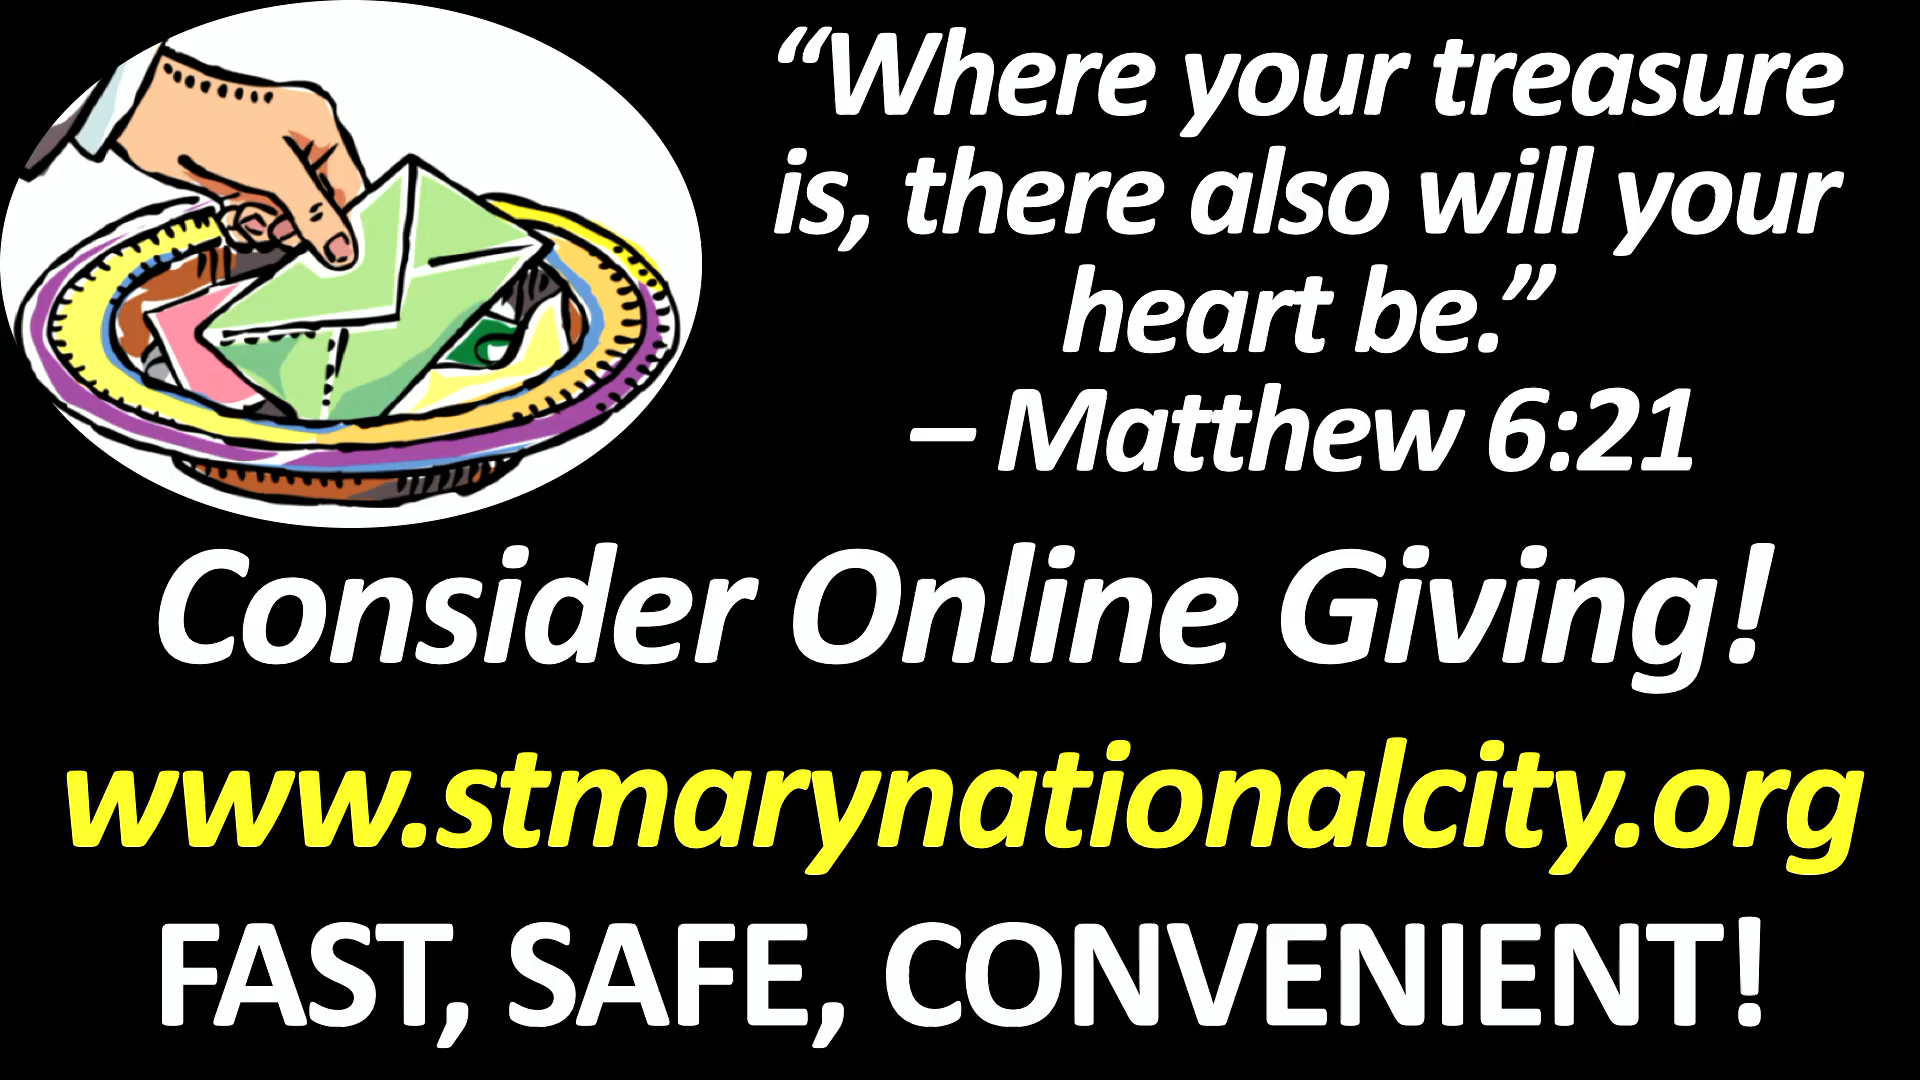 “Where your treasure
is, there also will your
heart be.”
– Matthew 6:21
Consider Online Giving!
www.stmarynationalcity.org
FAST, SAFE, CONVENIENT!